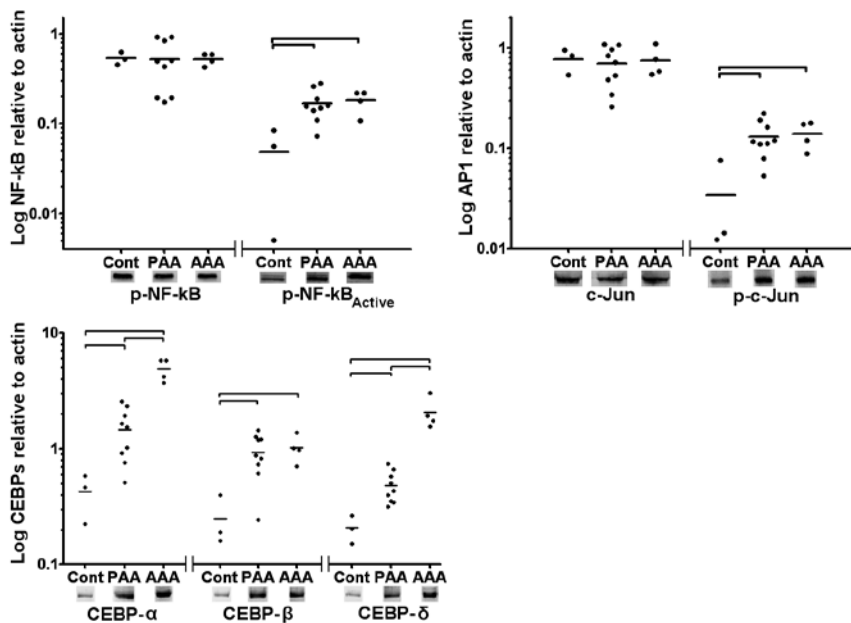 Log NF-kB relative to actin
1
0.1
0.01
Cont PAA AAA Cont PAA AAA
p-NF-kB p-NF-kBActive
Log AP1 relative to actin
1
0.1
0.01
Cont PAA AAA Cont PAA AAA
c-Jun p-c-Jun
Log CEBPs relative to actin
10
1
0.1
Cont PAA AAA Cont PAA AAA Cont PAA AAA
CEBP-α CEBP-β CEBP-δ